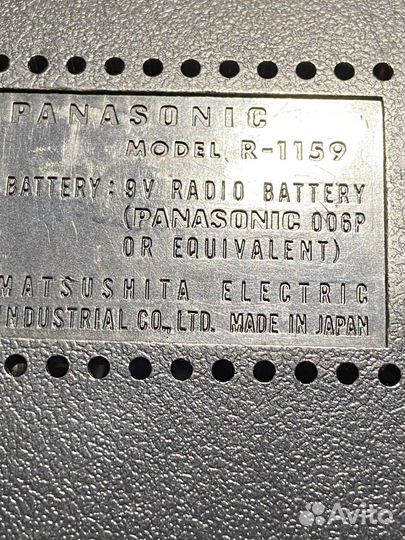 PANASONIC
MODEL R-1159
BATTERY: 9V RADIO BATTERY
(PANASONIC 006P
OR EQUIVALENT)
MATSUSHITA ELECTRIC
INDUSTRIAL CO., LTD. MADE IN JAPAN
Avito